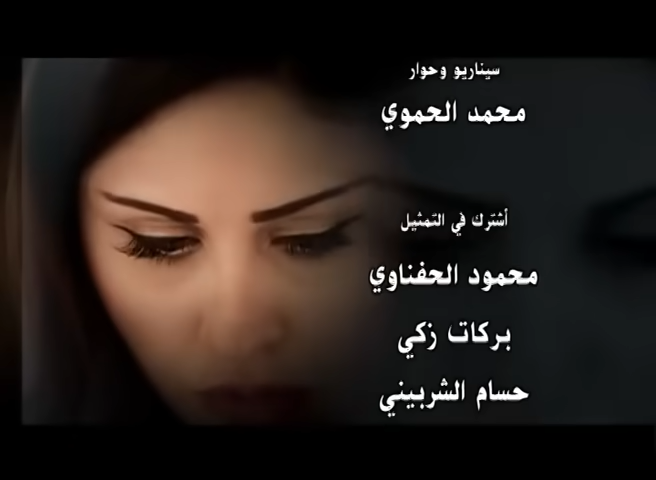 سيناريو وحوار
محمد الحموي
أشترك في التمثيل
محمود الحفناوي
بركات زكي
حسام الشربيني